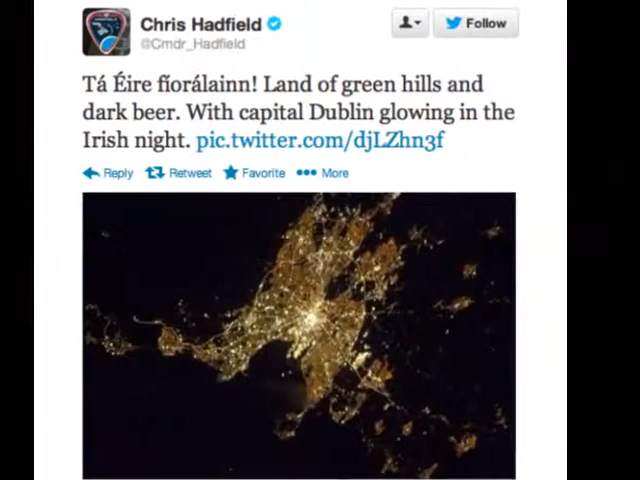 Chris Hadfield
@Cmdr_Hadfield
Follow
Tá Éire fíorálainn! Land of green hills and
dark beer. With capital Dublin glowing in the
Irish night. pic.twitter.com/djLZhn3f
Reply Retweet Favorite More